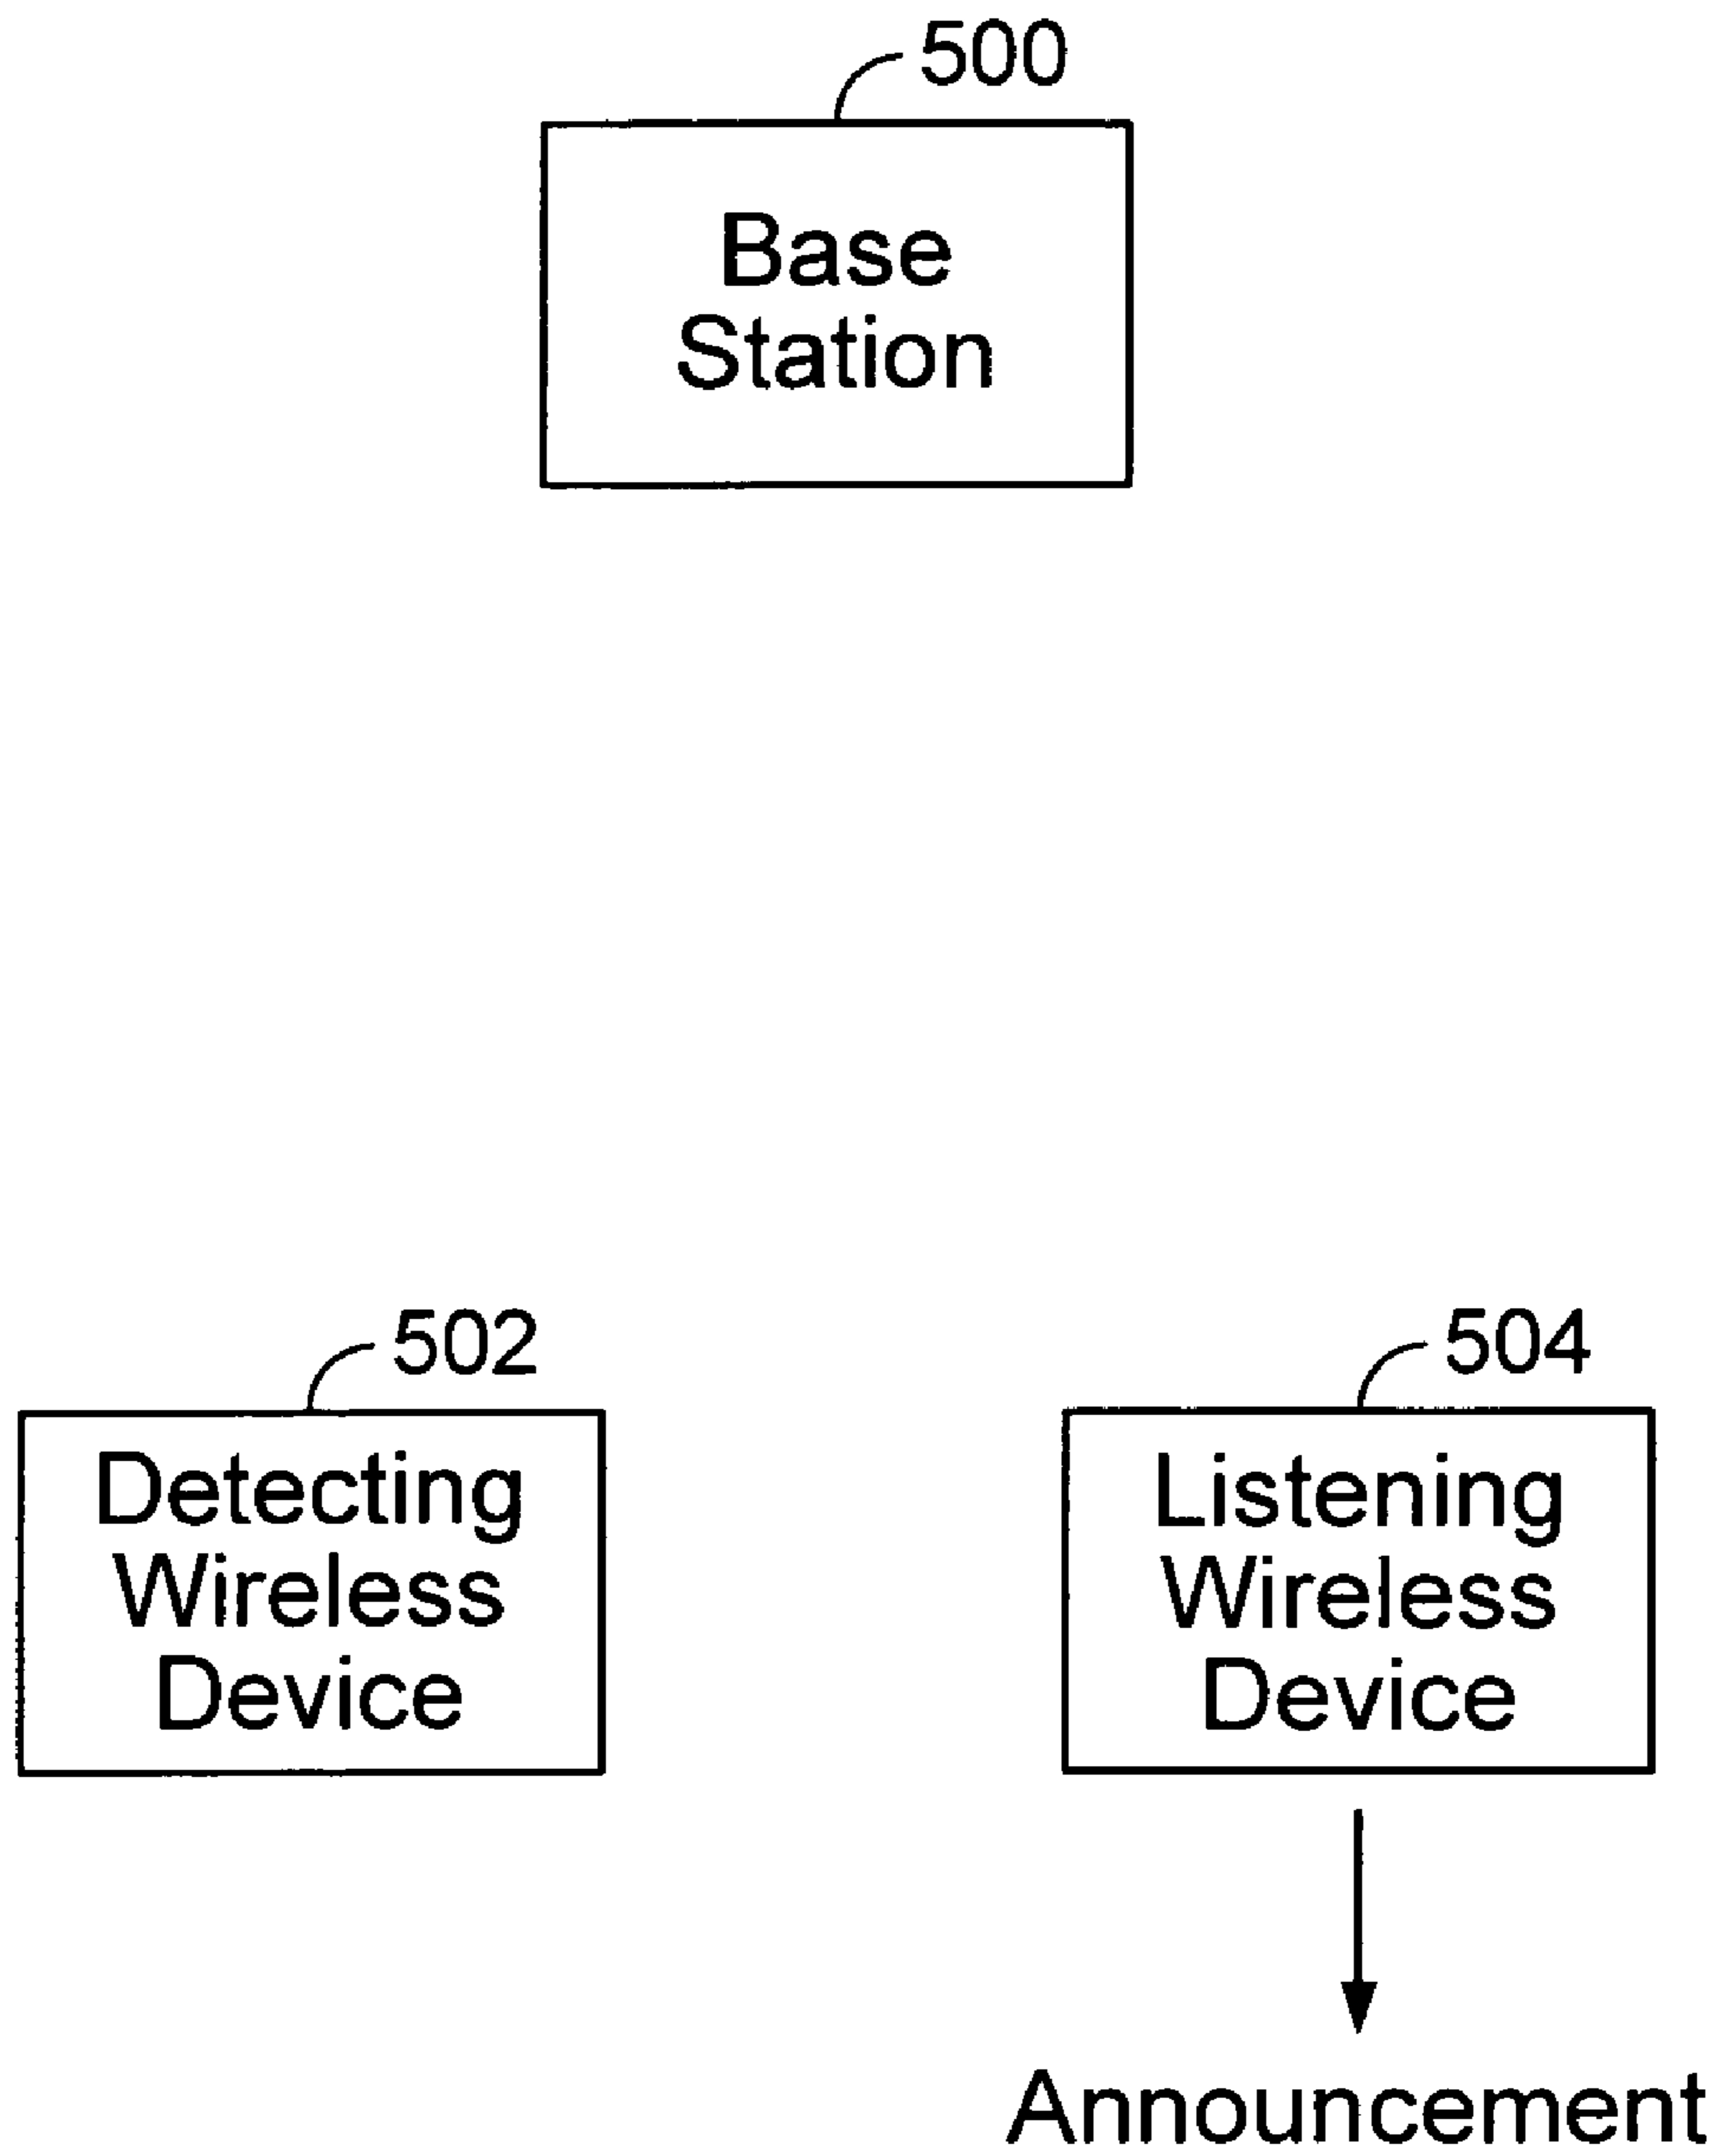 500
Base
Station
502
Detecting
Wireless
Device
504
Listening
Wireless
Device
Announcement